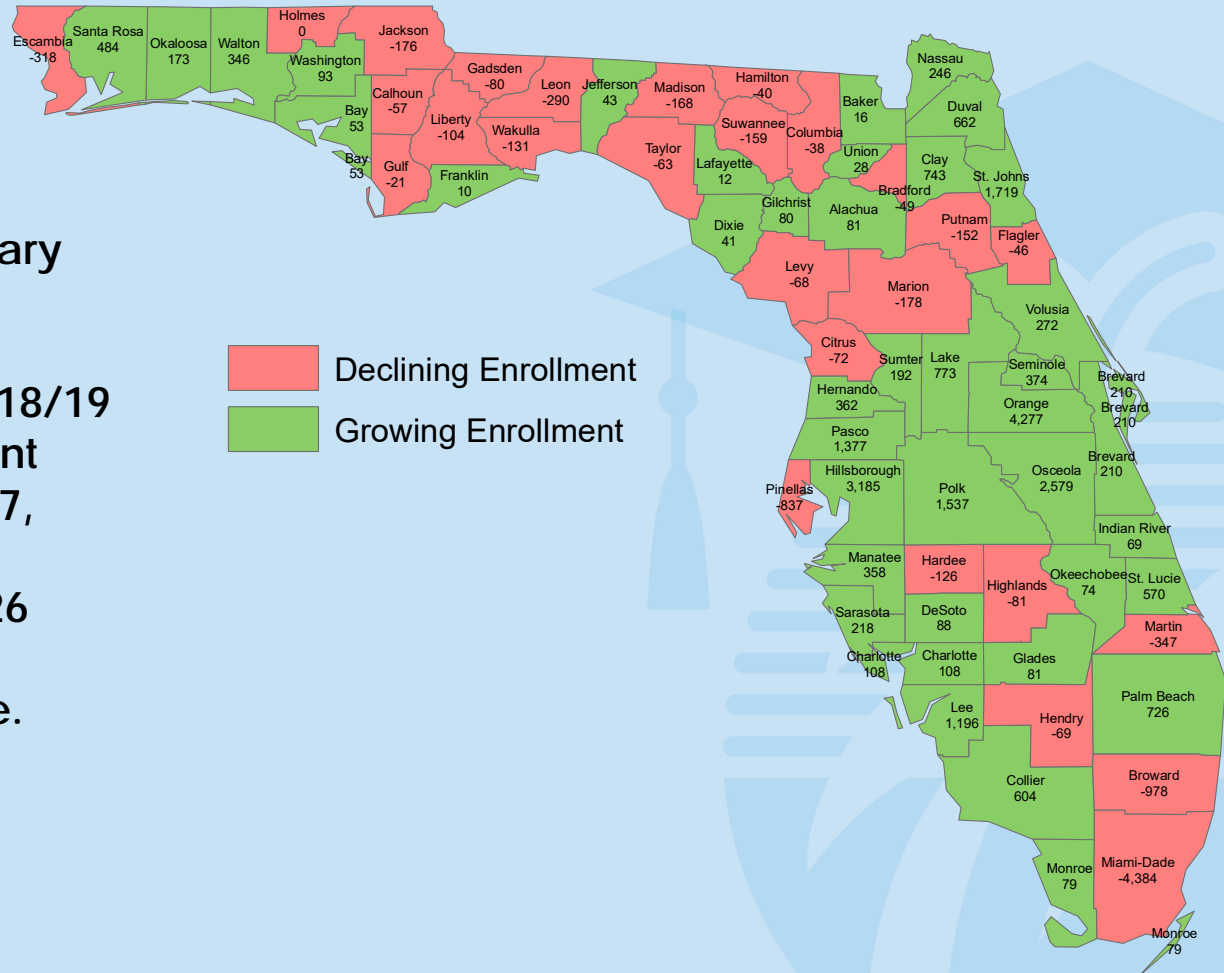 ary
18/19
nt
7,
26
e.
Declining Enrollment
Growing Enrollment
Escambia
-318
Santa Rosa
484
Okaloosa
173
Walton
346
Holmes
0
Washington
93
Jackson
-176
Bay
53
Bay
53
Calhoun
-57
Gulf
-21
Gadsden
-80
Liberty
-104
Franklin
10
Leon
-290
Wakulla
-131
Jefferson
43
Madison
-168
Taylor
-63
Hamilton
-40
Suwannee
-159
Lafayette
12
Dixie
41
Columbia
-38
Gilchrist
80
Baker
16
Union
28
Bradford
-49
Alachua
81
Nassau
246
Duval
662
Clay
743
St. Johns
1,719
Putnam
-152
Flagler
-46
Levy
-68
Marion
-178
Volusia
272
Citrus
-72
Sumter
192
Lake
773
Seminole
374
Orange
4,277
Brevard
210
Brevard
210
Brevard
210
Hernando
362
Pasco
1,377
Pinellas
-837
Hillsborough
3,185
Polk
1,537
Osceola
2,579
Indian River
69
Manatee
358
Hardee
-126
Highlands
-81
Okeechobee
74
St. Lucie
570
Sarasota
218
DeSoto
88
Martin
-347
Charlotte
108
Charlotte
108
Glades
81
Lee
1,196
Hendry
-69
Palm Beach
726
Collier
604
Broward
-978
Monroe
79
Miami-Dade
-4,384
Monroe
79